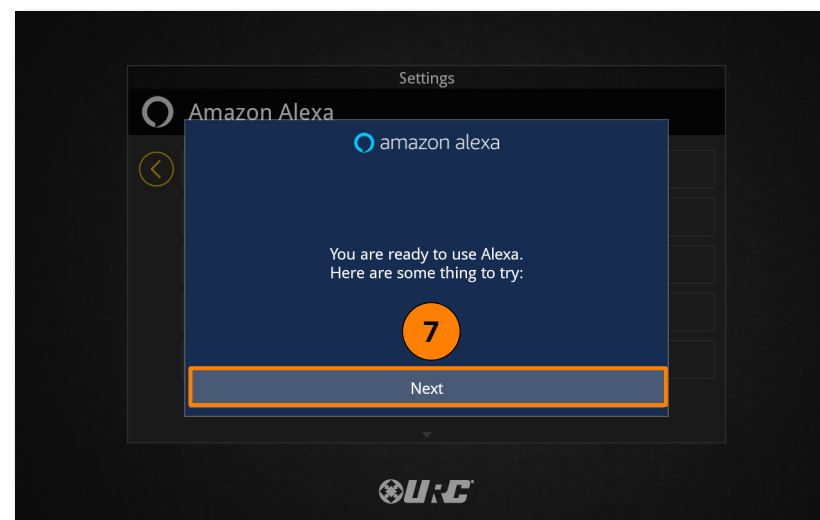 Settings
Amazon Alexa
amazon alexa
You are ready to use Alexa.
Here are some thing to try:
7
Next
URC